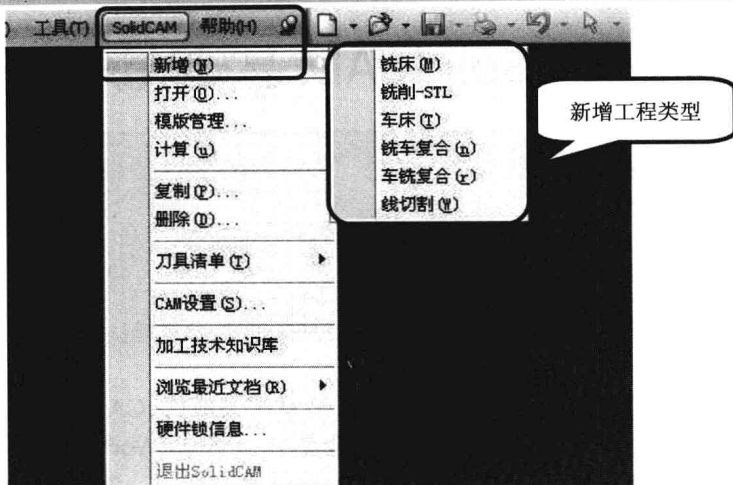 ) 工具(T) SolidCAM 帮助(H)
新增(N)
打开(O)...
模版管理...
计算(u)
复制(P)...
删除(D)...
刀具清单(T)
CAM设置(S)...
加工技术知识库
浏览最近文档(R)
硬件锁信息...
退出SolidCAM
铣床(M)
铣削-STL
车床(T)
铣车复合(n)
车铣复合(r)
线切割(W)
新增工程类型